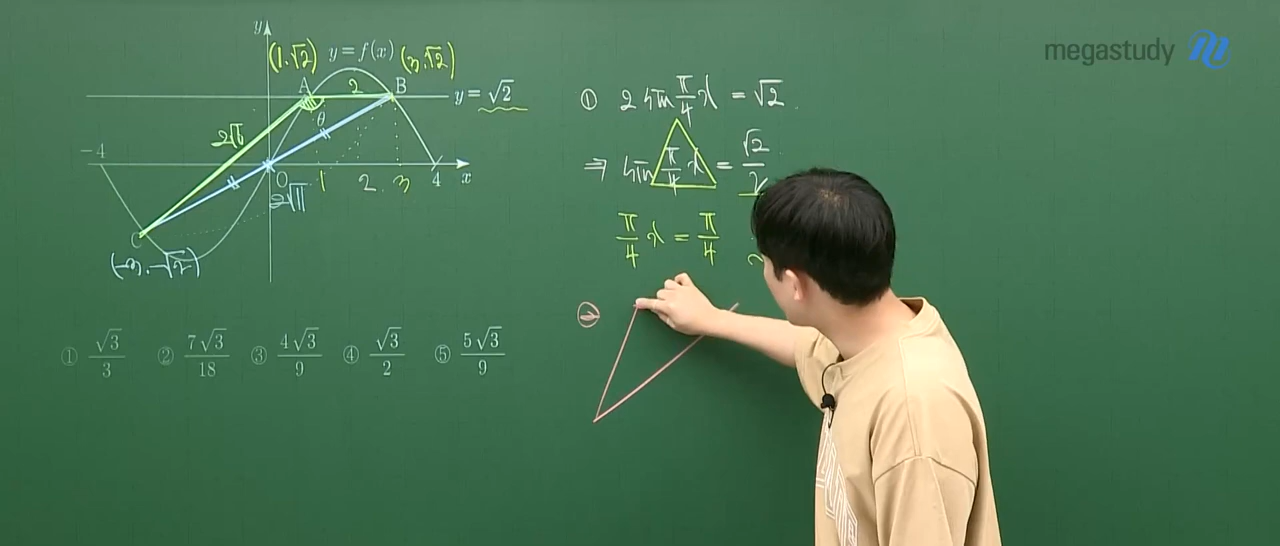 megastudy
y
(1.√2)
y=f(x)
(3.√2)
A
2
B
y=√2
θ
2√6
-4
O
1
2
3
4
x
2√11
C
(-3.-√2)
① √3/3 ② 7√3/18 ③ 4√3/9 ④ √3/2 ⑤ 5√3/9
① 2 sin π/4 x = √2
⇒ sin π/4 x = √2/2
π/4 x = π/4